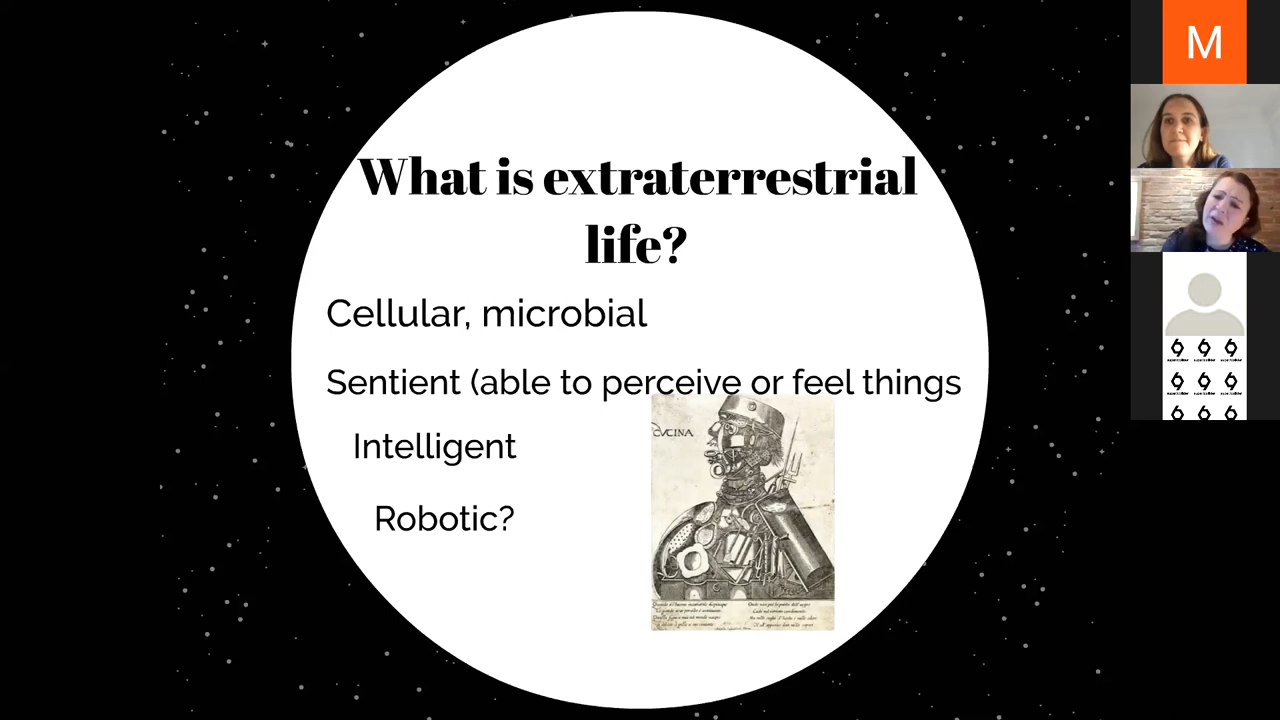 What is extraterrestrial
life?
Cellular, microbial
Sentient (able to perceive or feel things
Intelligent
Robotic?
CVCINA
M